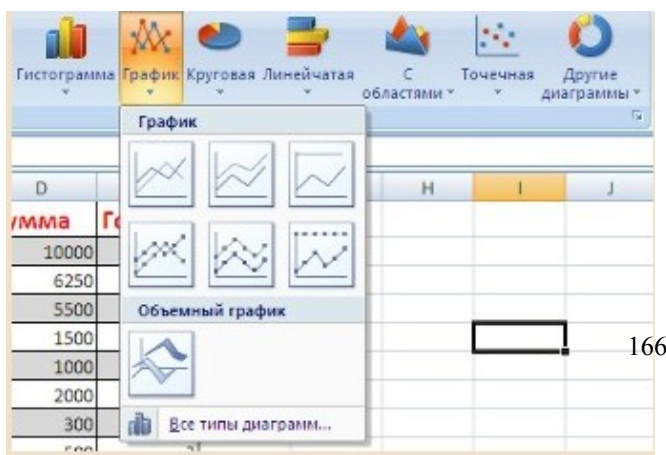 Гистограмма График Круговая Линейчатая С областями Точечная Другие диаграммы
График
D H I J
умма Го
10000
6250
5500
Объемный график
1500
166
1000
2000
300
Все типы диаграмм...